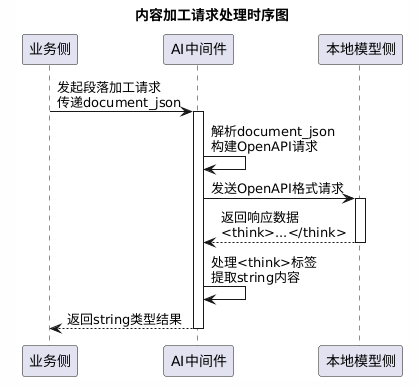 内容加工请求处理时序图
业务侧 AI中间件 本地模型侧
发起段落加工请求
传递document_json
解析document_json
构建OpenAPI请求
发送OpenAPI格式请求
返回响应数据
<think>...</think>
处理<think>标签
提取string内容
返回string类型结果
业务侧 AI中间件 本地模型侧